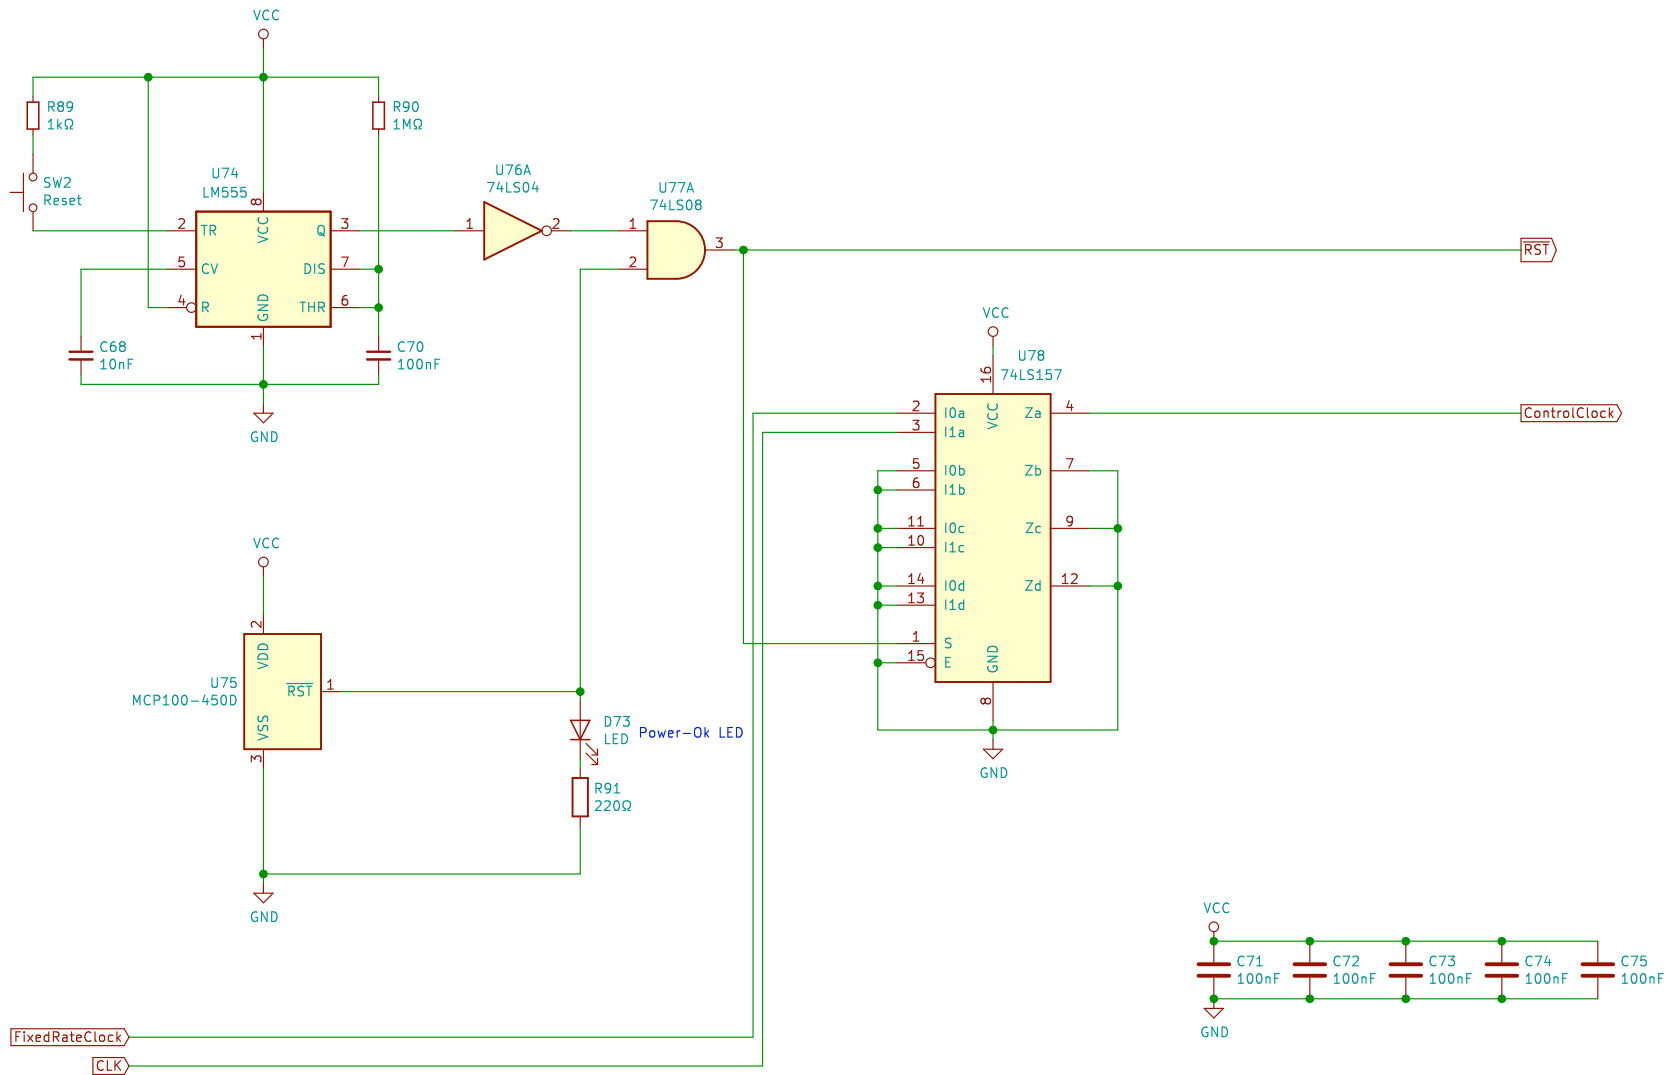 VCC
R89
1kΩ
R90
1MΩ
SW2
Reset
U74
LM555
8
VCC
2
TR
Q
3
5
CV
DIS
7
4
R
GND
THR
6
1
C68
10nF
C70
100nF
GND
U76A
74LS04
1
2
U77A
74LS08
1
2
3
RST
VCC
U78
74LS157
16
VCC
2
I0a
Za
4
ControlClock
3
I1a
5
I0b
Zb
7
6
I1b
11
I0c
Zc
9
10
I1c
14
I0d
Zd
12
13
I1d
1
S
15
E
GND
8
GND
VCC
2
VDD
U75
MCP100-450D
RST
1
VSS
3
D73
LED
Power-Ok LED
R91
220Ω
GND
VCC
C71
100nF
C72
100nF
C73
100nF
C74
100nF
C75
100nF
GND
FixedRateClock
CLK